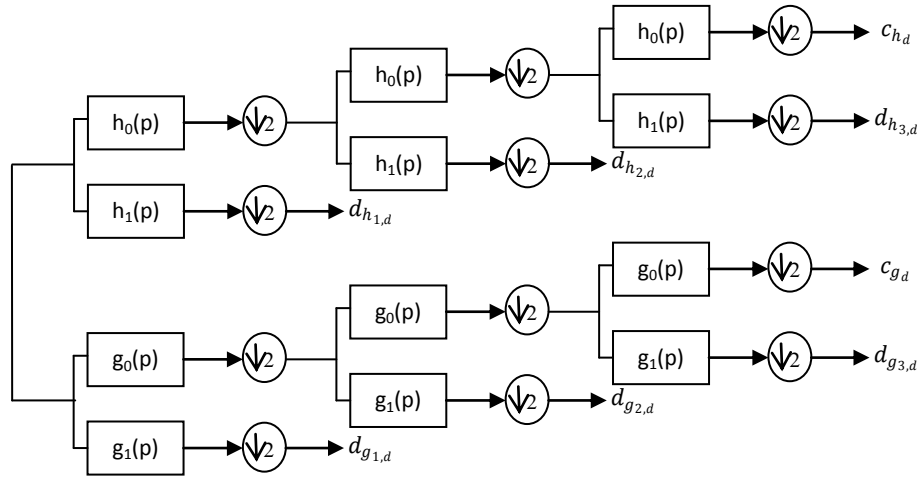 h₀(p) ↓2 c_{h_d}
h₀(p) ↓2
h₀(p) ↓2 h₁(p) ↓2 d_{h_{3,d}}
h₁(p) ↓2 d_{h_{2,d}}
h₁(p) ↓2 d_{h_{1,d}}
g₀(p) ↓2 c_{g_d}
g₀(p) ↓2
g₀(p) ↓2 g₁(p) ↓2 d_{g_{3,d}}
g₁(p) ↓2 d_{g_{2,d}}
g₁(p) ↓2 d_{g_{1,d}}